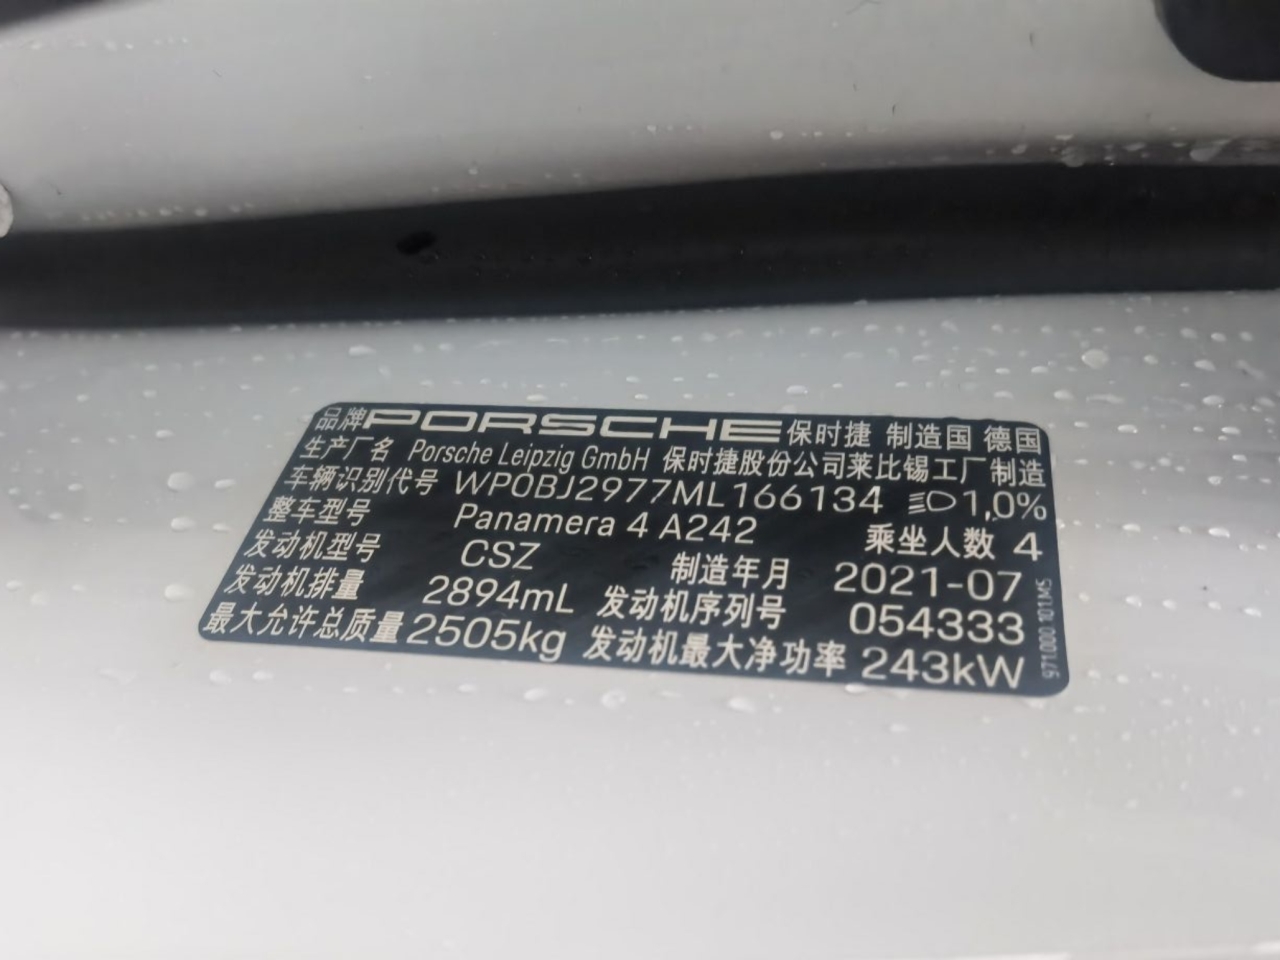 品牌 PORSCHE 保时捷 制造国 德国
生产厂名 Porsche Leipzig GmbH 保时捷股份公司莱比锡工厂制造
车辆识别代号 WP0BJ2977ML166134 1,0%
整车型号 Panamera 4 A242 乘坐人数 4
发动机型号 CSZ 制造年月 2021-07
发动机排量 2894mL 发动机序列号 054333
最大允许总质量 2505kg 发动机最大净功率 243kW
971.000.101.M5